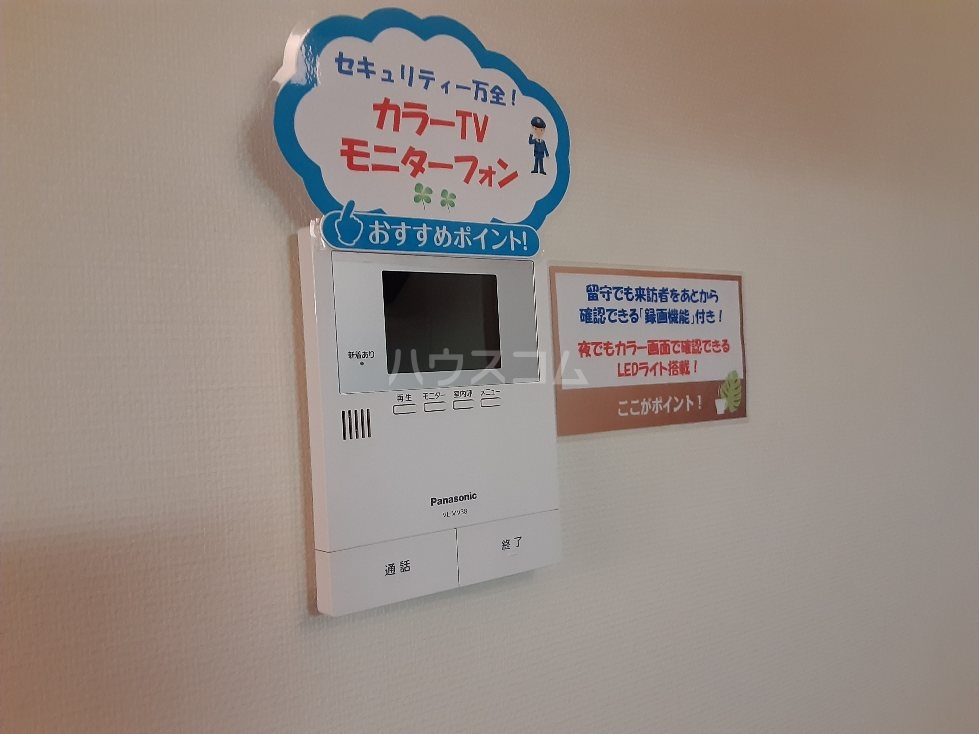 セキュリティー万全！
カラーTV
モニターフォン
おすすめポイント!
留守でも来訪者をあとから
確認できる「録画機能」付き！
夜でもカラー画面で確認できる
LEDライト搭載！
ここがポイント！
新着あり
ハウスコム
再生 モニター 室内呼 メニュー
Panasonic
通話 終了